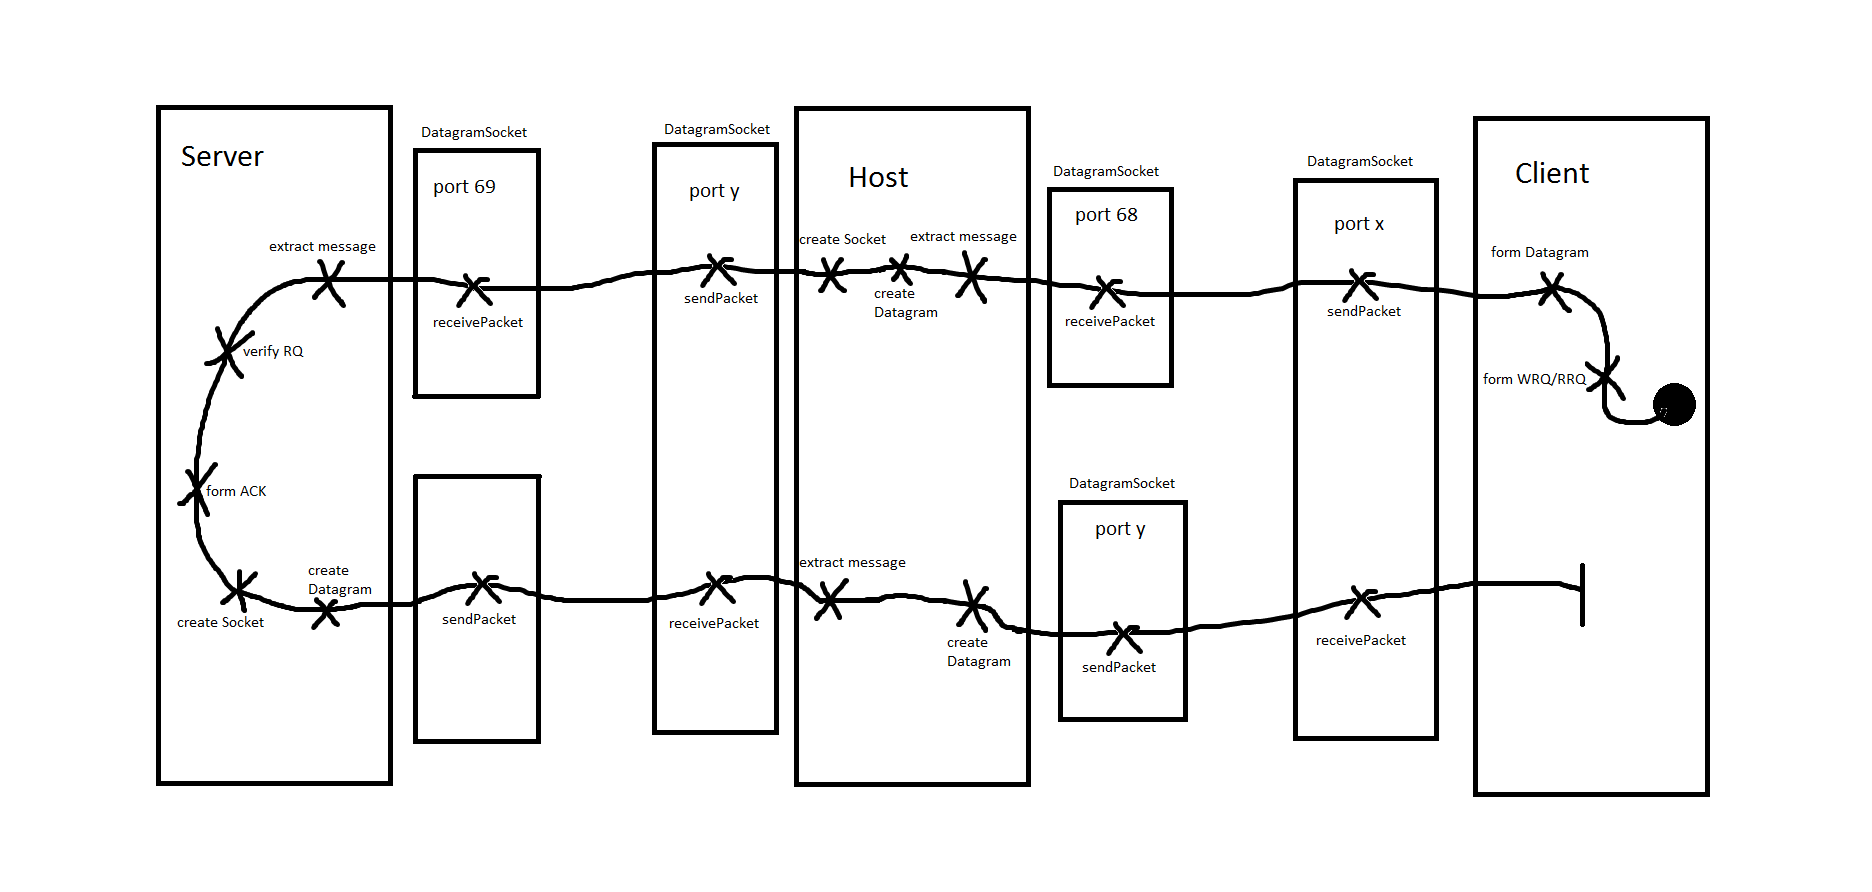 DatagramSocket
DatagramSocket
Server
port 69
port y
Host
DatagramSocket
DatagramSocket
Client
port 68
port x
extract message
create Socket
extract message
form Datagram
receivePacket
sendPacket
create
Datagram
receivePacket
sendPacket
verify RQ
form WRQ/RRQ
form ACK
DatagramSocket
port y
create
Datagram
extract message
create Socket
sendPacket
receivePacket
create
Datagram
sendPacket
receivePacket